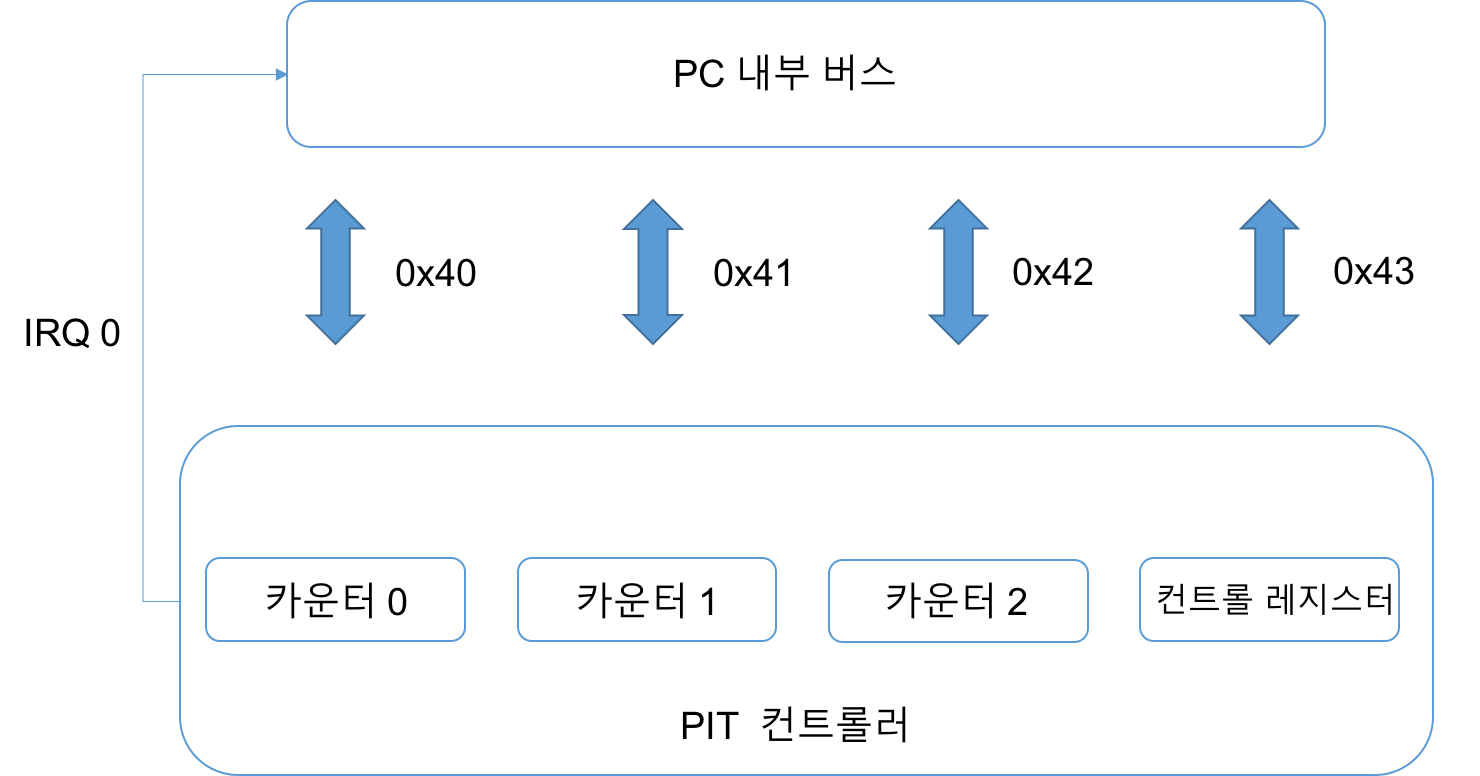 PC 내부 버스
0x40
0x41
0x42
0x43
IRQ 0
카운터 0
카운터 1
카운터 2
컨트롤 레지스터
PIT 컨트롤러